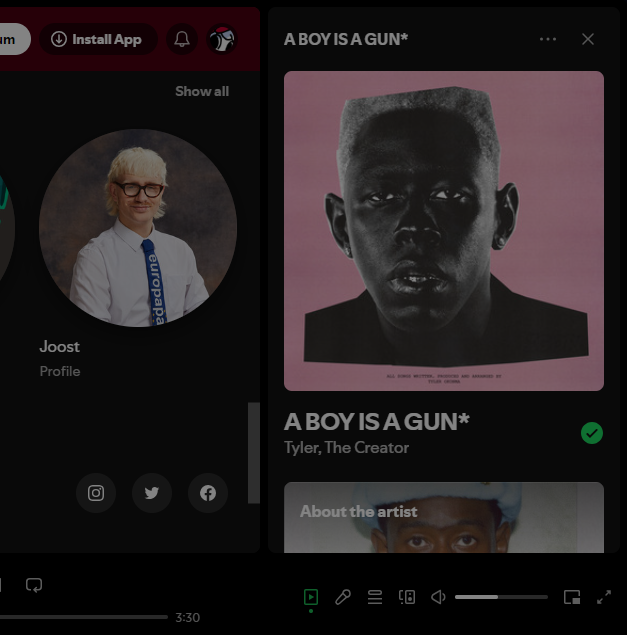 um
Install App
Show all
europapa
Joost
Profile
A BOY IS A GUN*
ALL SONGS WRITTEN, PRODUCED AND ARRANGED BY
TYLER OKONMA
A BOY IS A GUN*
Tyler, The Creator
About the artist
3:30